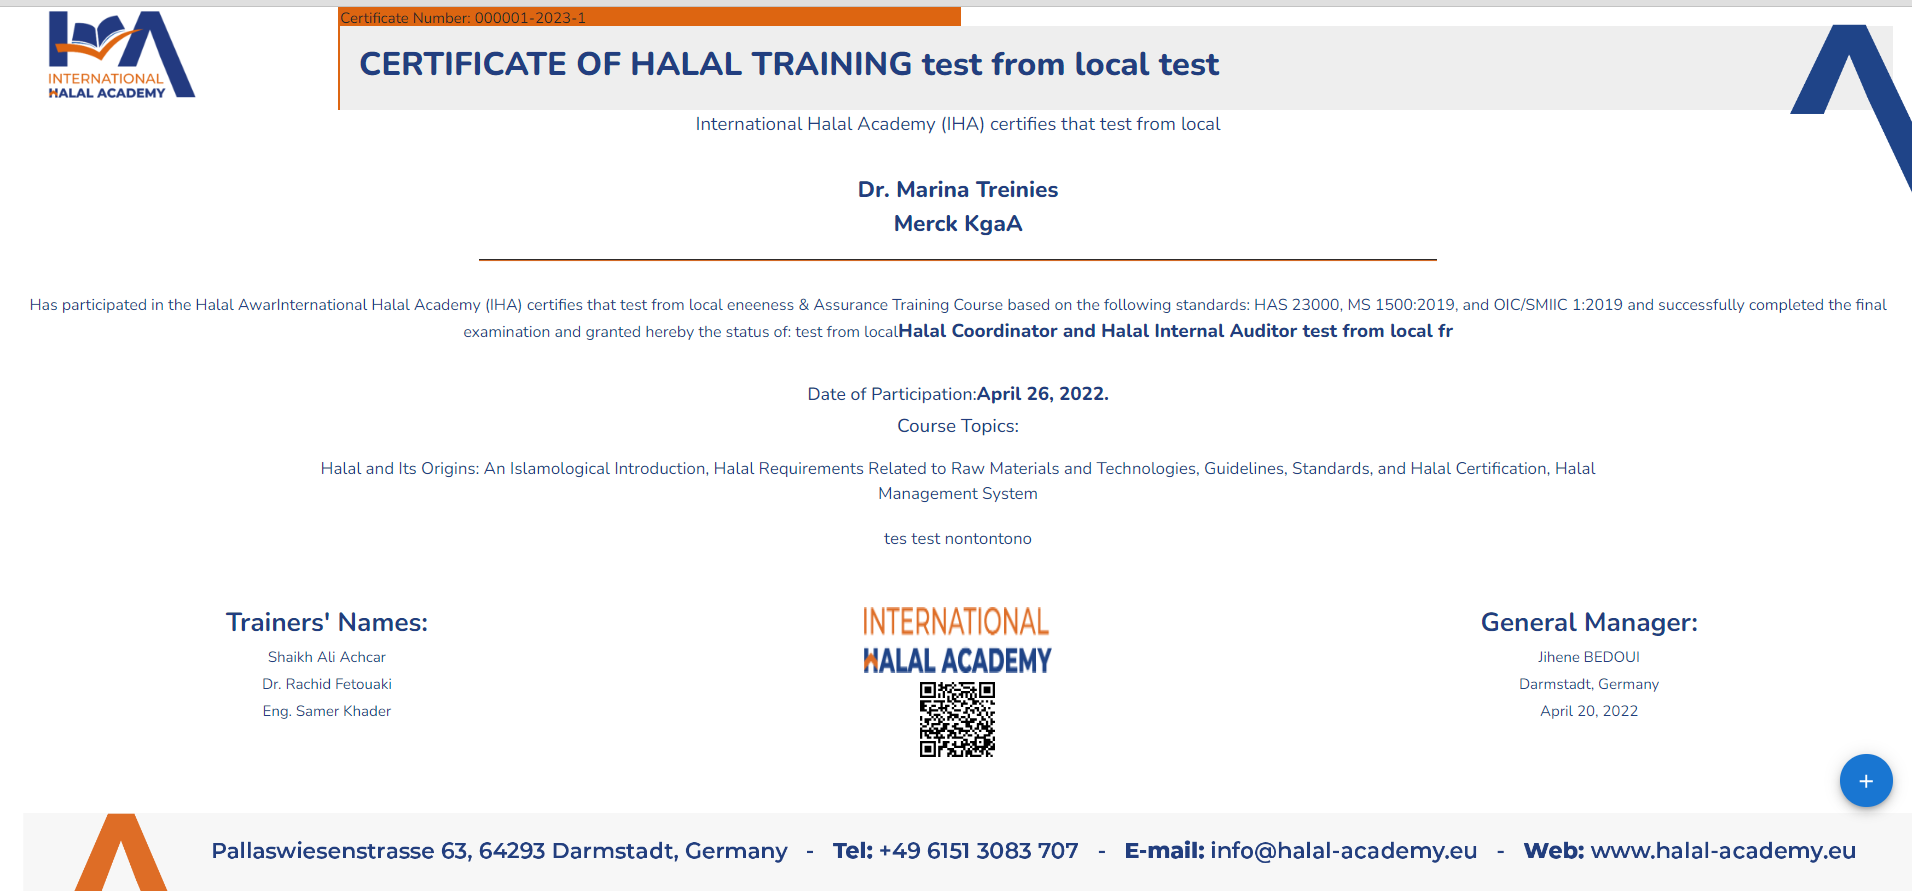 Certificate Number: 000001-2023-1
INTERNATIONAL
HALAL ACADEMY
CERTIFICATE OF HALAL TRAINING test from local test
International Halal Academy (IHA) certifies that test from local
Dr. Marina Treinies
Merck KgaA
Has participated in the Halal AwarInternational Halal Academy (IHA) certifies that test from local eneeness & Assurance Training Course based on the following standards: HAS 23000, MS 1500:2019, and OIC/SMIIC 1:2019 and successfully completed the final
examination and granted hereby the status of: test from localHalal Coordinator and Halal Internal Auditor test from local fr
Date of Participation:April 26, 2022.
Course Topics:
Halal and Its Origins: An Islamological Introduction, Halal Requirements Related to Raw Materials and Technologies, Guidelines, Standards, and Halal Certification, Halal
Management System
tes test nontontono
Trainers' Names:
Shaikh Ali Achcar
Dr. Rachid Fetouaki
Eng. Samer Khader
INTERNATIONAL
HALAL ACADEMY
General Manager:
Jihene BEDOUI
Darmstadt, Germany
April 20, 2022
Pallaswiesenstrasse 63, 64293 Darmstadt, Germany - Tel: +49 6151 3083 707 - E-mail: info@halal-academy.eu - Web: www.halal-academy.eu